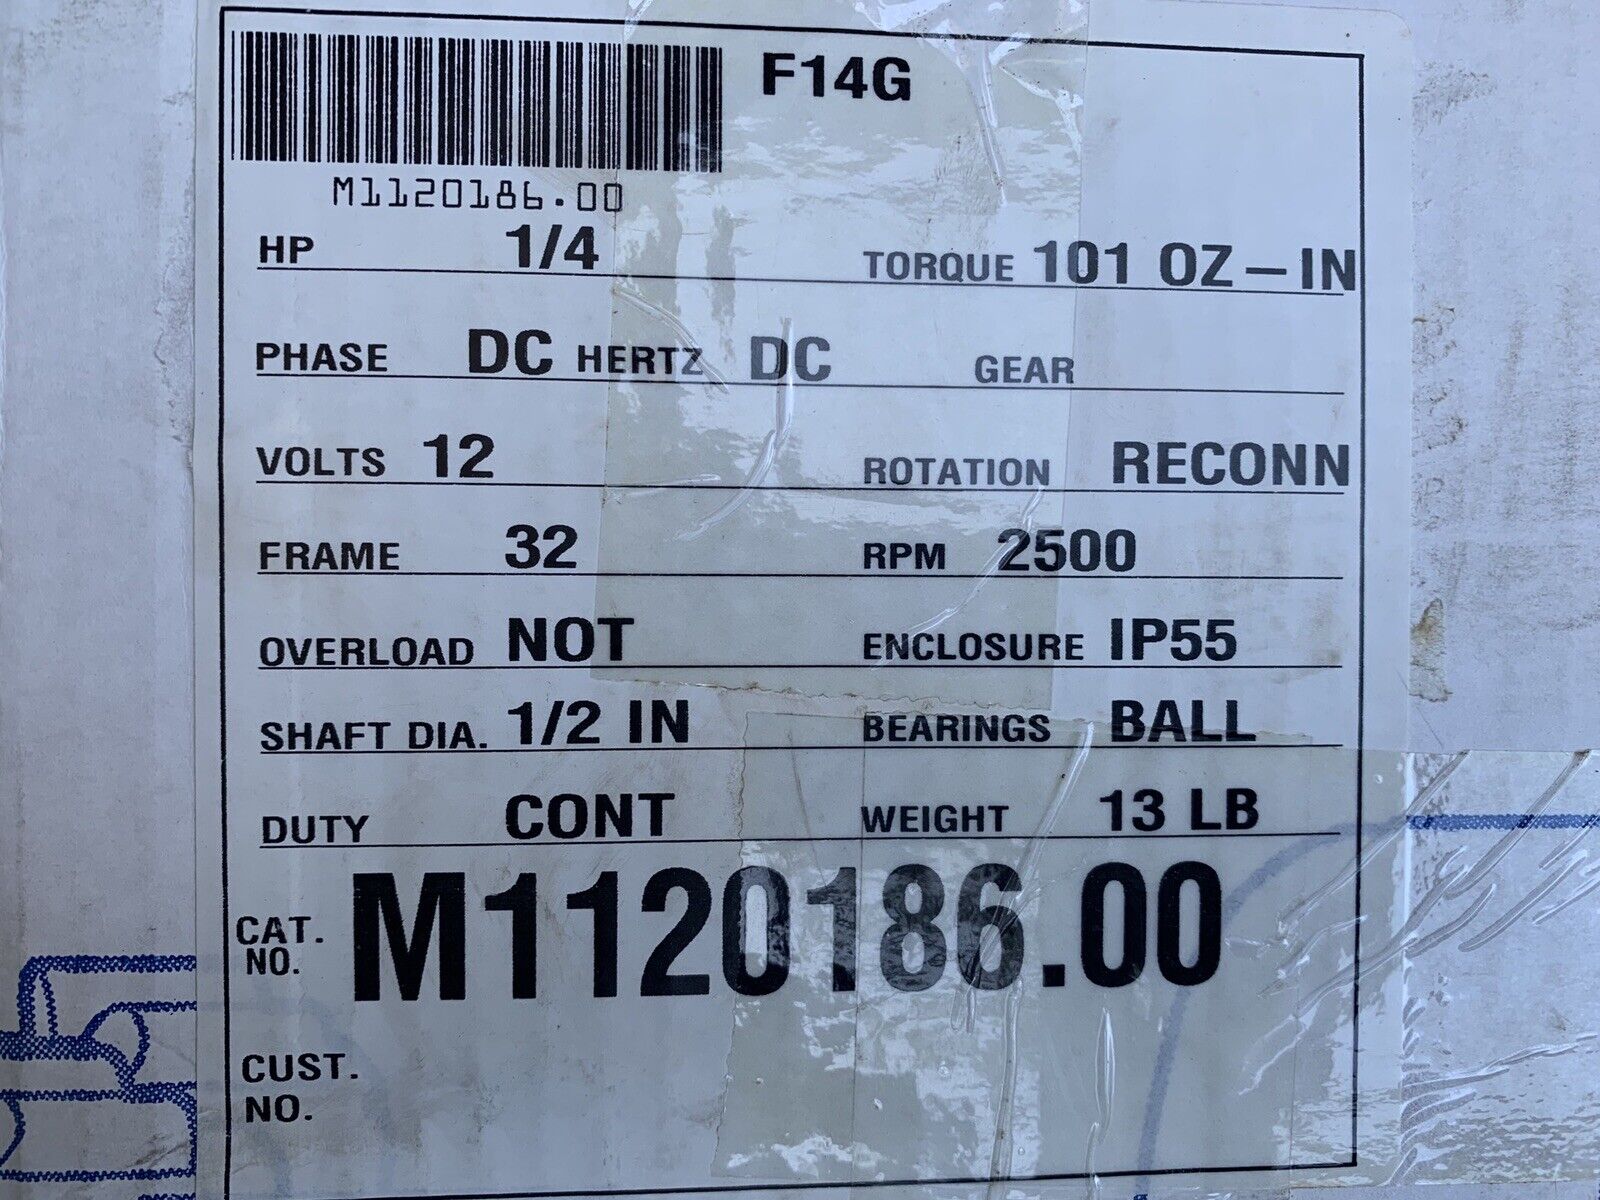 F14G
M1120186.00
HP 1/4 TORQUE 101 OZ-IN
PHASE DC HERTZ DC GEAR
VOLTS 12 ROTATION RECONN
FRAME 32 RPM 2500
OVERLOAD NOT ENCLOSURE IP55
SHAFT DIA. 1/2 IN BEARINGS BALL
DUTY CONT WEIGHT 13 LB
CAT. NO. M1120186.00
CUST. NO.